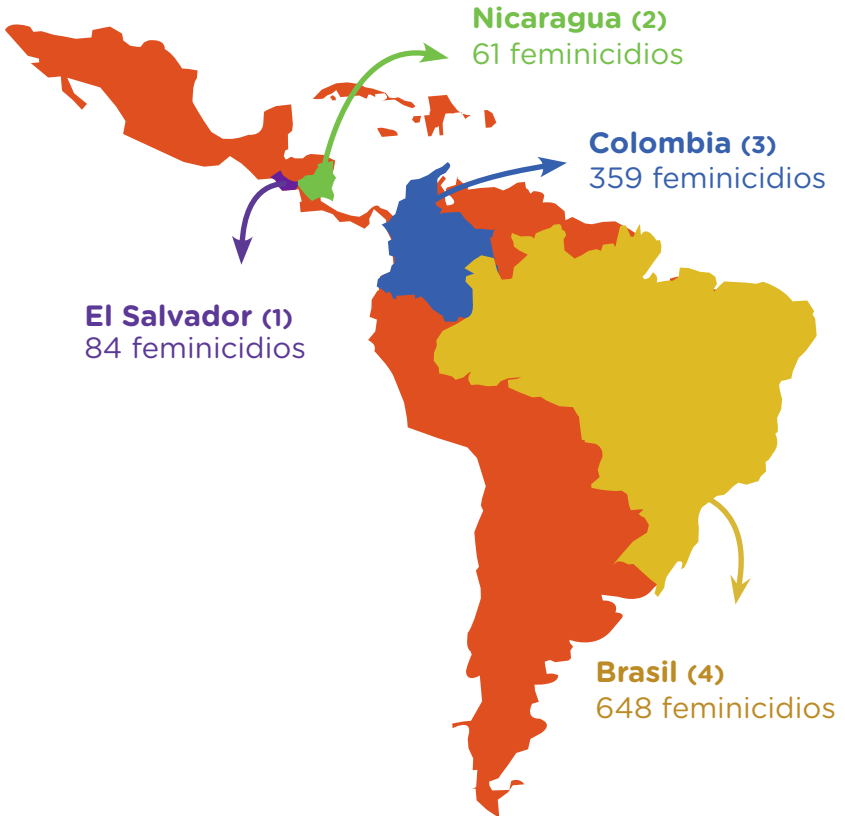 Nicaragua (2)
61 feminicidios
Colombia (3)
359 feminicidios
El Salvador (1)
84 feminicidios
Brasil (4)
648 feminicidios